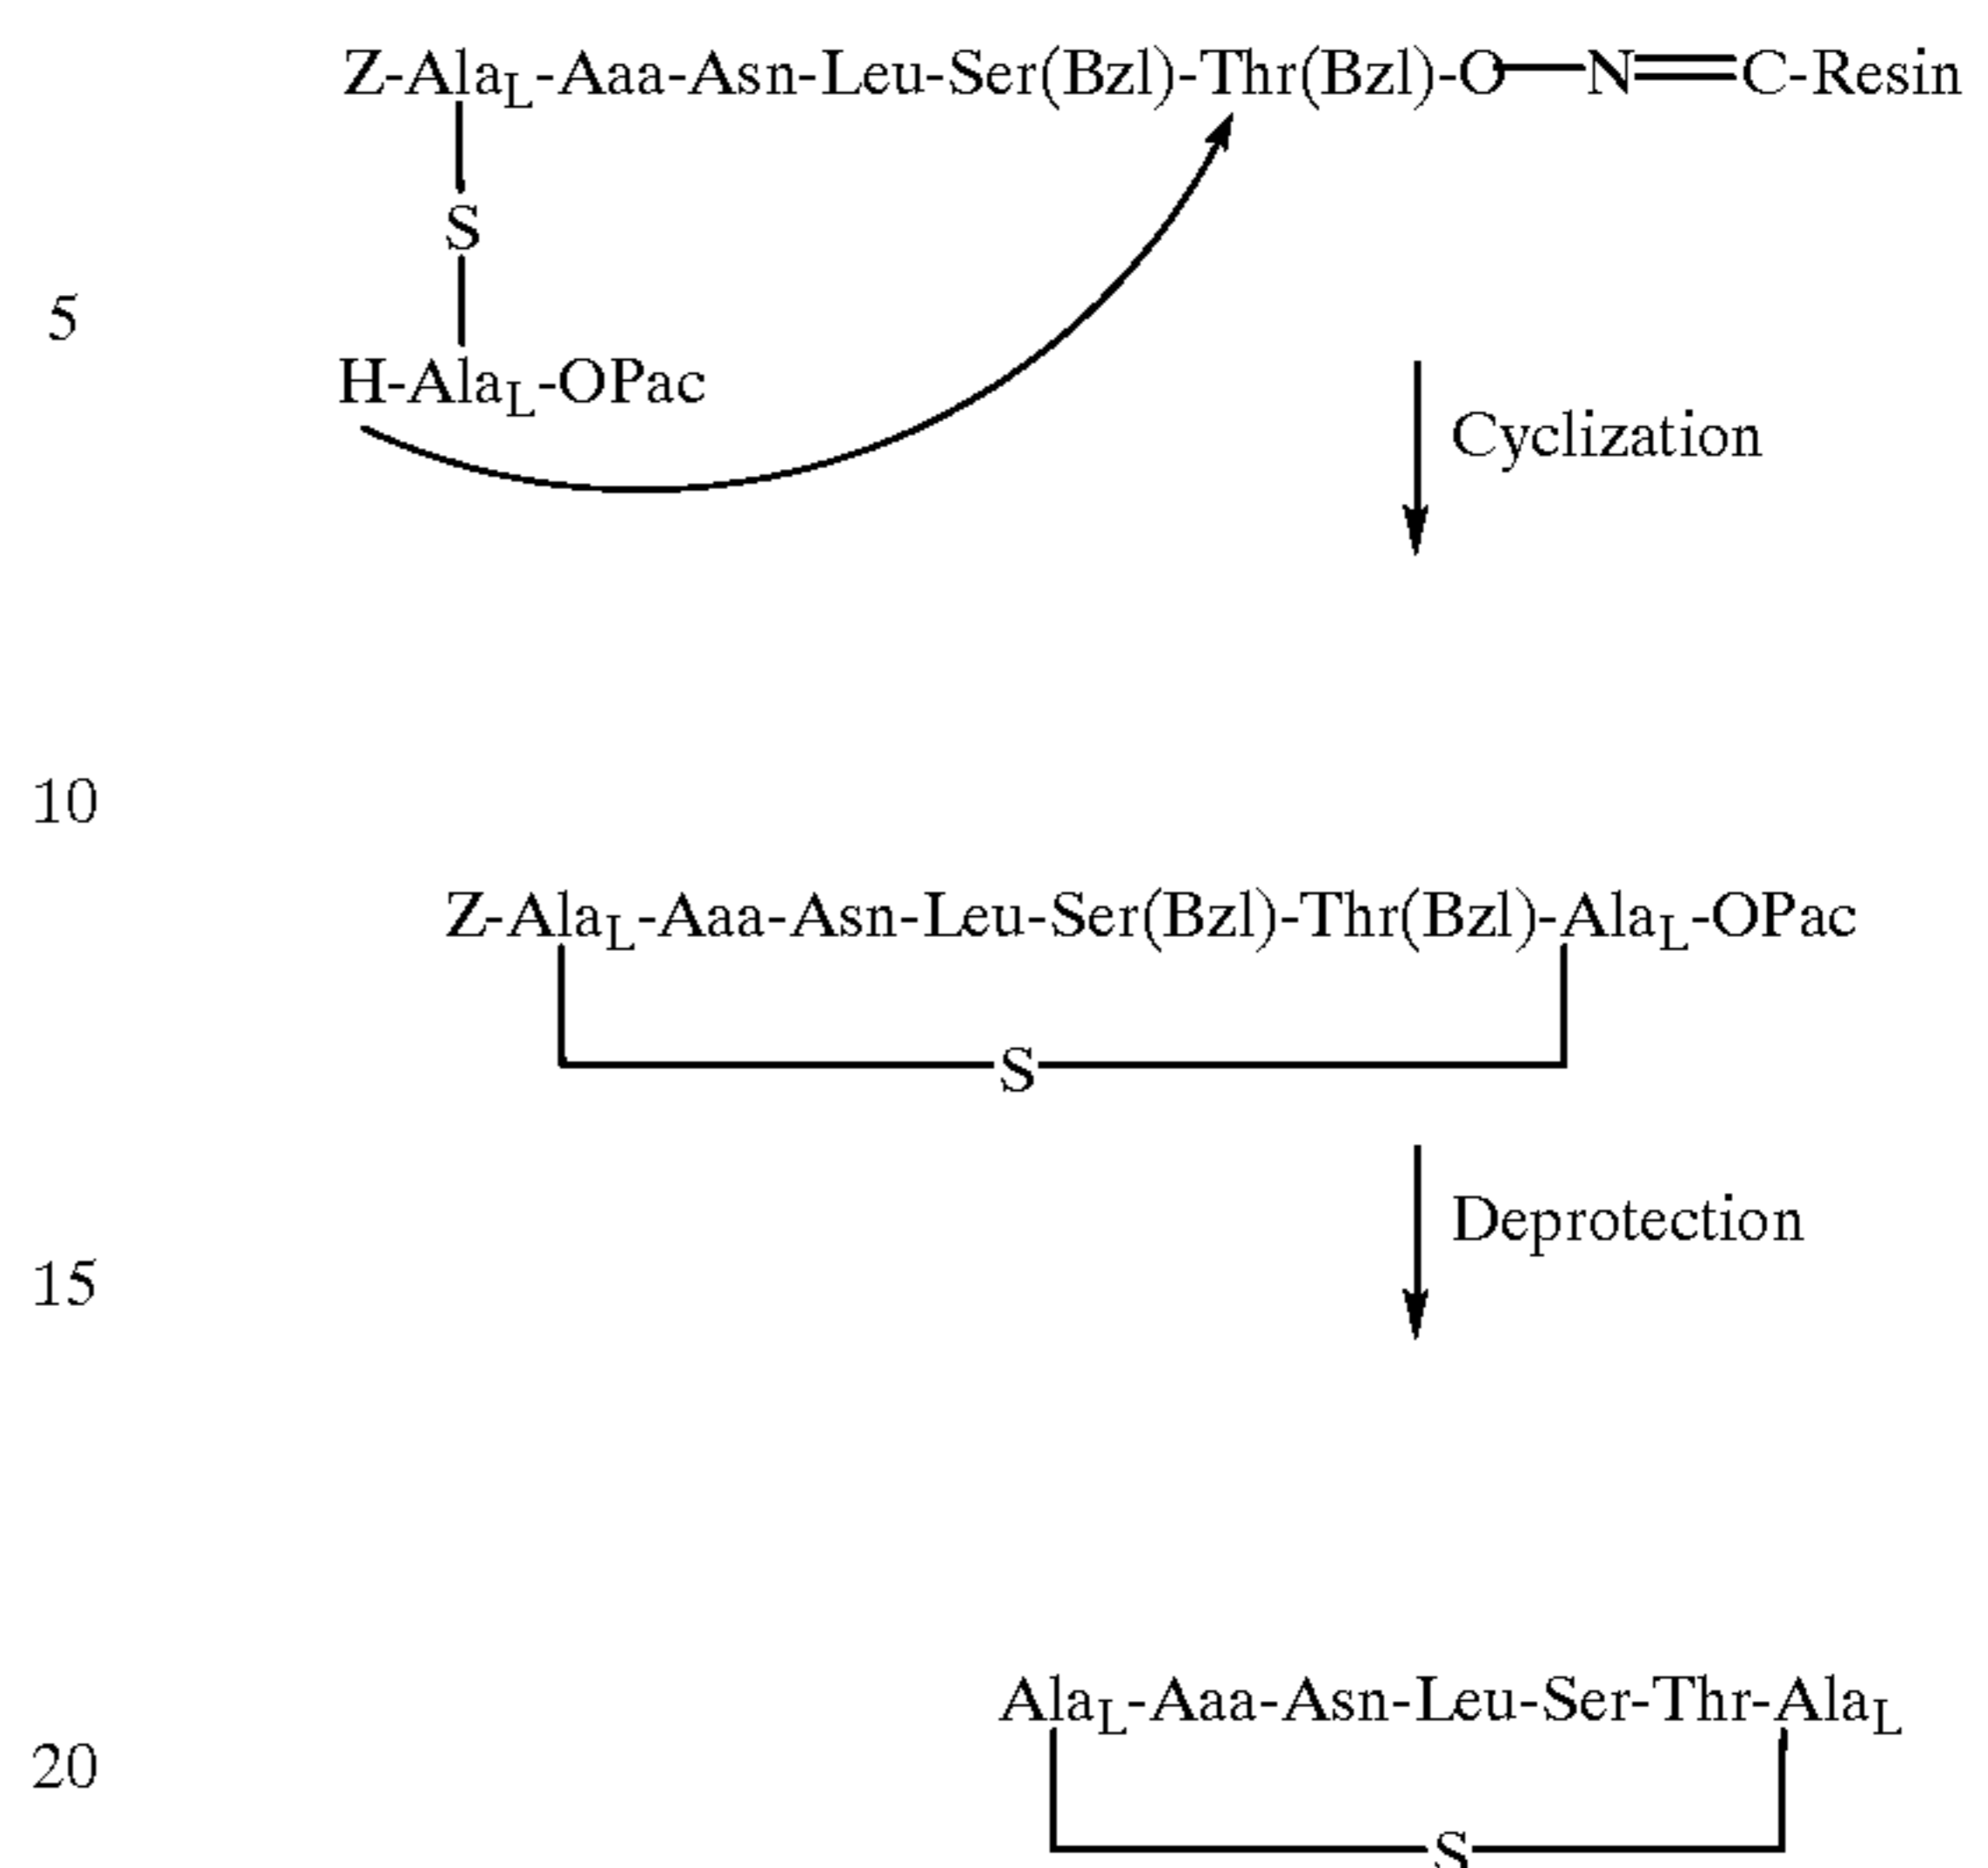 Z-AlaL-Aaa-Asn-Leu-Ser(Bzl)-Thr(Bzl)-O—N═C-Resin
S
5
H-AlaL-OPac
Cyclization
10
Z-AlaL-Aaa-Asn-Leu-Ser(Bzl)-Thr(Bzl)-AlaL-OPac
S
Deprotection
15
AlaL-Aaa-Asn-Leu-Ser-Thr-AlaL
20
S